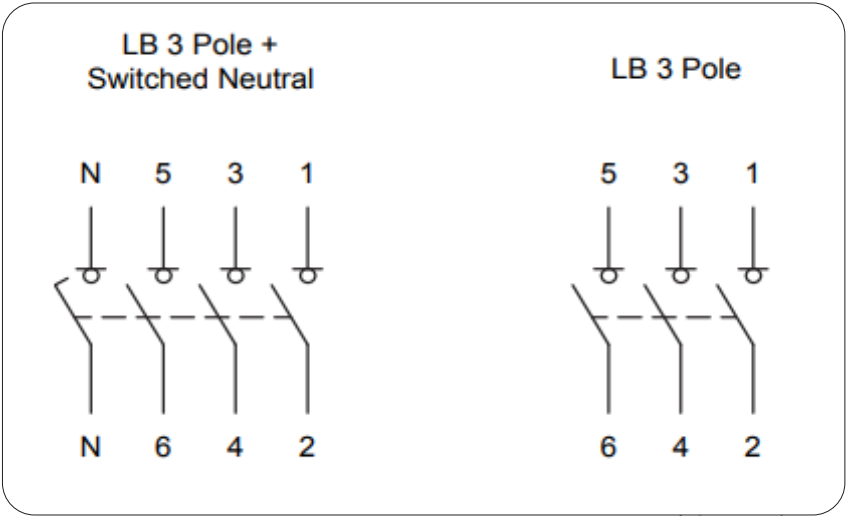 LB 3 Pole +
Switched Neutral
N 5 3 1
N 6 4 2
LB 3 Pole
5 3 1
6 4 2